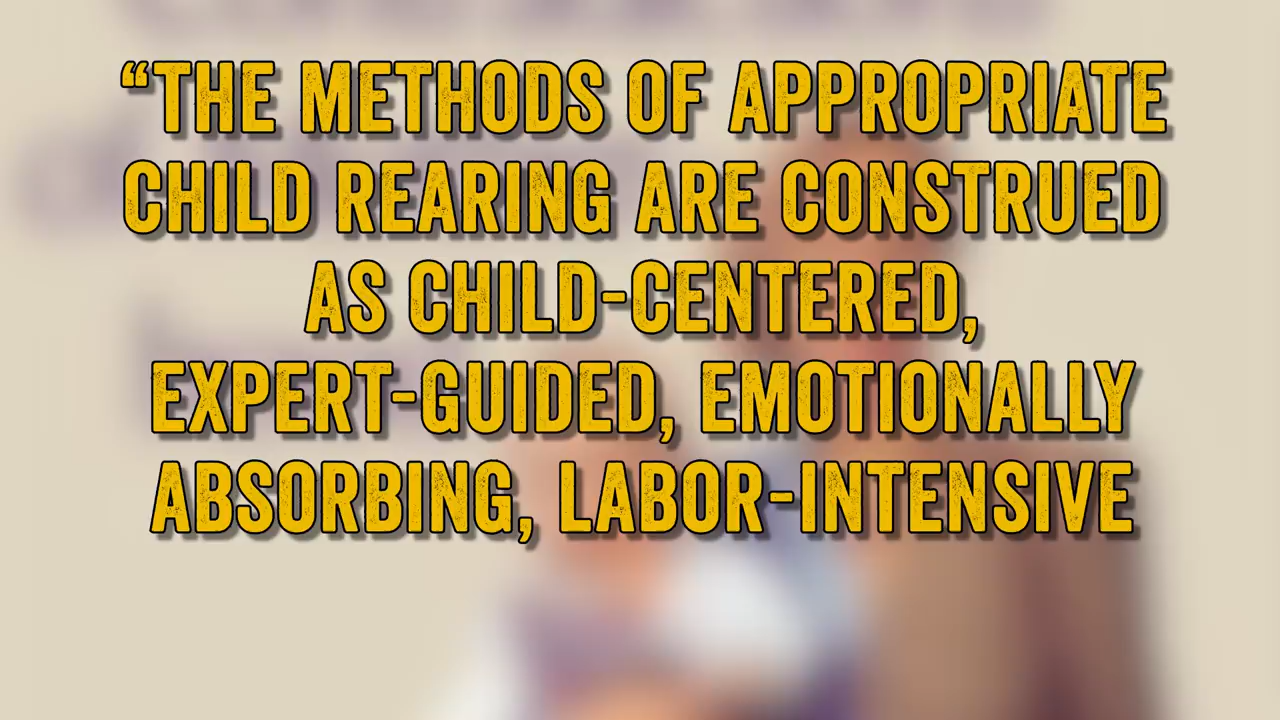 “THE METHODS OF APPROPRIATE
CHILD REARING ARE CONSTRUED
AS CHILD-CENTERED,
EXPERT-GUIDED, EMOTIONALLY
ABSORBING, LABOR-INTENSIVE